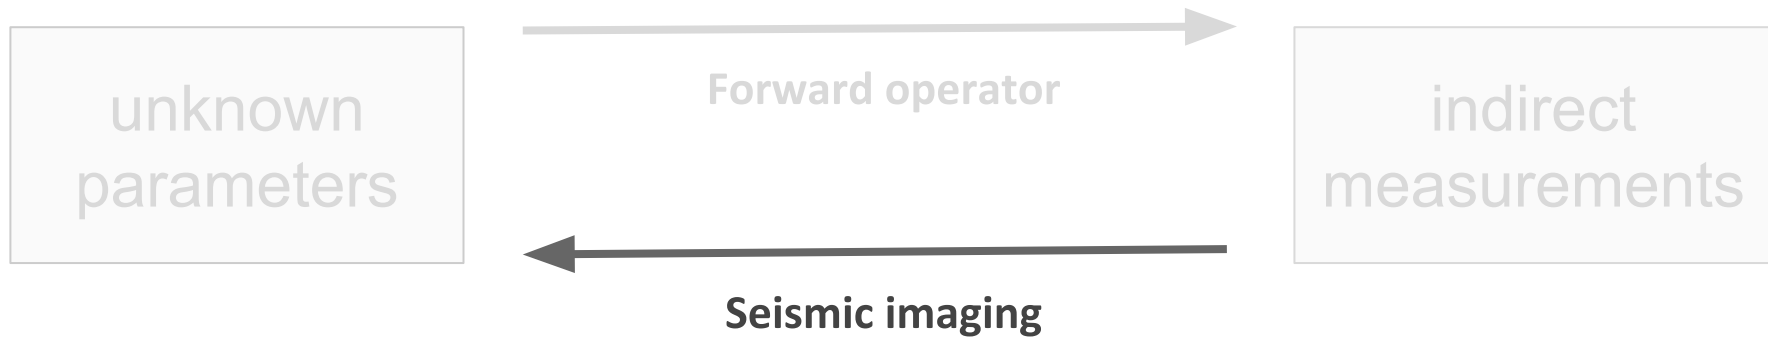 unknown
parameters
Forward operator
indirect
measurements
Seismic imaging